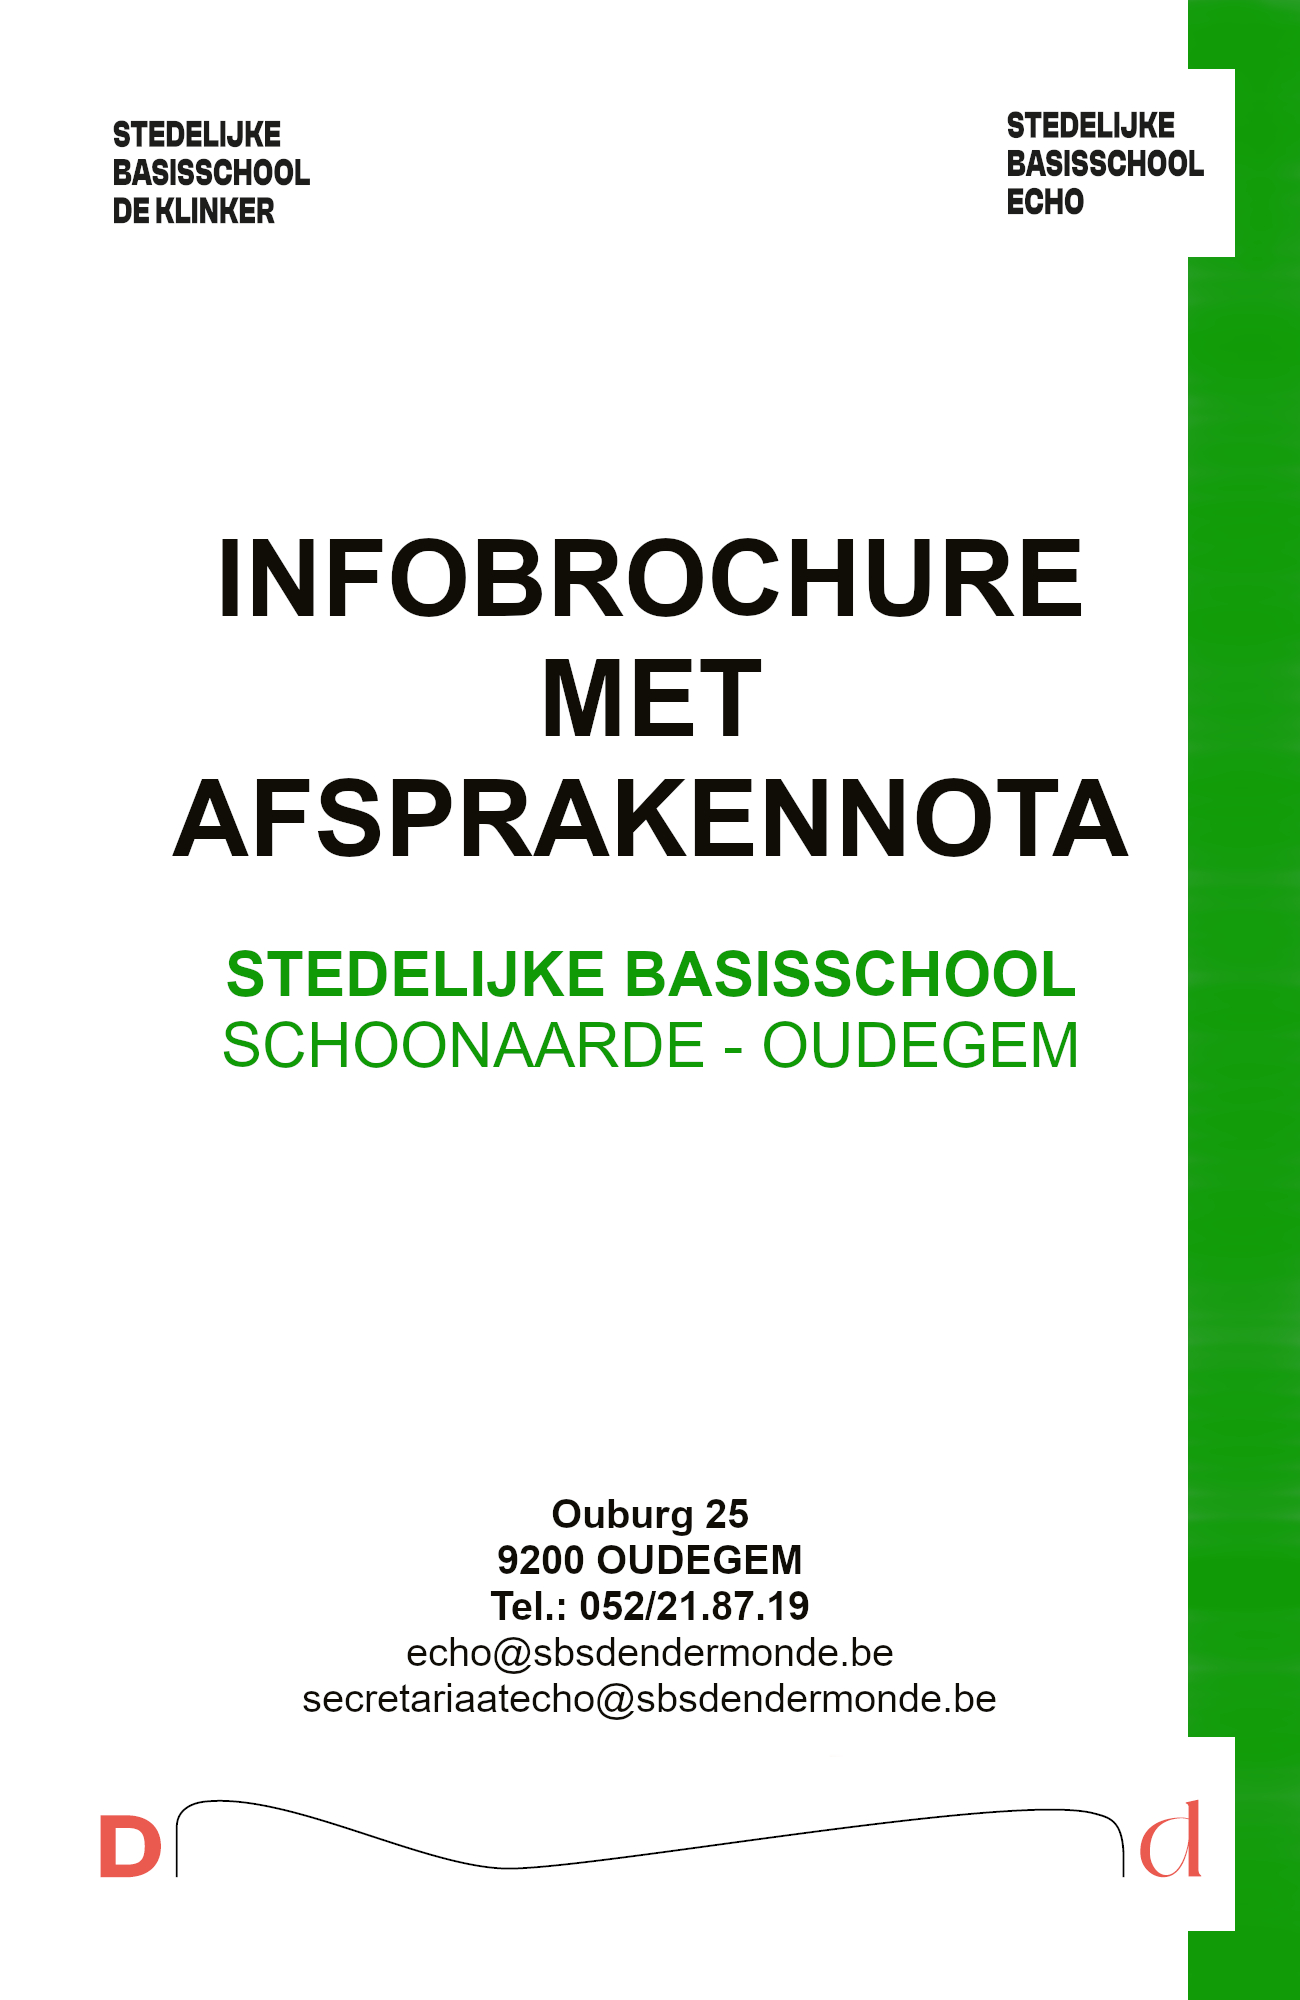 STEDELIJKE
BASISSCHOOL
DE KLINKER
STEDELIJKE
BASISSCHOOL
ECHO
INFOBROCHURE
MET
AFSPRAKENNOTA
STEDELIJKE BASISSCHOOL
SCHOONAARDE - OUDEGEM
Ouburg 25
9200 OUDEGEM
Tel.: 052/21.87.19
echo@sbsdendermonde.be
secretariaatecho@sbsdendermonde.be
D d